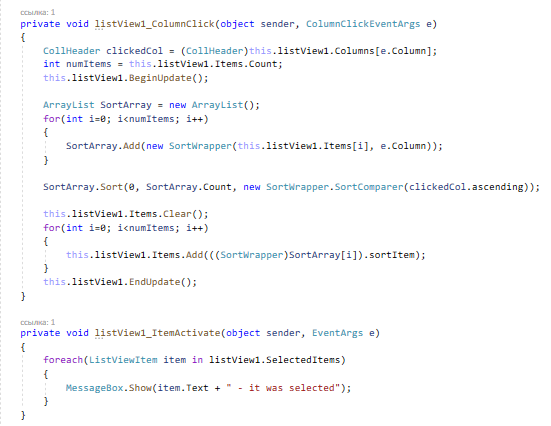 ссылка: 1
private void listView1_ColumnClick(object sender, ColumnClickEventArgs e)
{
    CollHeader clickedCol = (CollHeader)this.listView1.Columns[e.Column];
    int numItems = this.listView1.Items.Count;
    this.listView1.BeginUpdate();

    ArrayList SortArray = new ArrayList();
    for(int i=0; i<numItems; i++)
    {
        SortArray.Add(new SortWrapper(this.listView1.Items[i], e.Column));
    }

    SortArray.Sort(0, SortArray.Count, new SortWrapper.SortComparer(clickedCol.ascending));

    this.listView1.Items.Clear();
    for(int i=0; i<numItems; i++)
    {
        this.listView1.Items.Add(((SortWrapper)SortArray[i]).sortItem);
    }
    this.listView1.EndUpdate();
}

ссылка: 1
private void listView1_ItemActivate(object sender, EventArgs e)
{
    foreach(ListViewItem item in listView1.SelectedItems)
    {
        MessageBox.Show(item.Text + " - it was selected");
    }
}